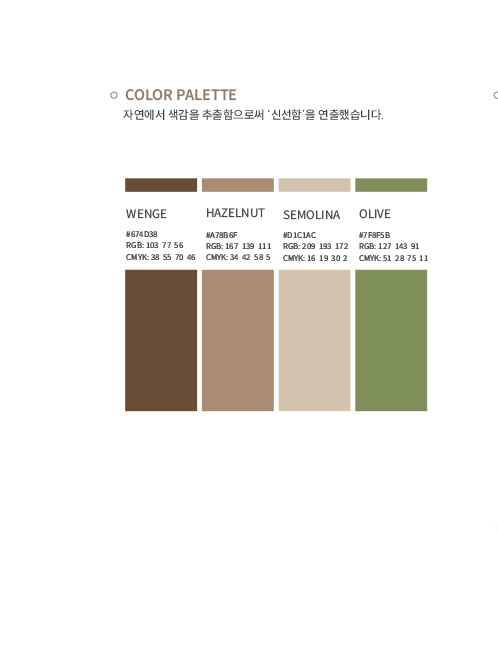 COLOR PALETTE
자연에서 색감을 추출함으로써 ‘신선함’을 연출했습니다.
WENGE
#674D38
RGB: 103 77 56
CMYK: 38 55 70 46
HAZELNUT
#A78B6F
RGB: 167 139 111
CMYK: 34 42 58 5
SEMOLINA
#D1C1AC
RGB: 209 193 172
CMYK: 16 19 30 2
OLIVE
#7F8F5B
RGB: 127 143 91
CMYK: 51 28 75 11